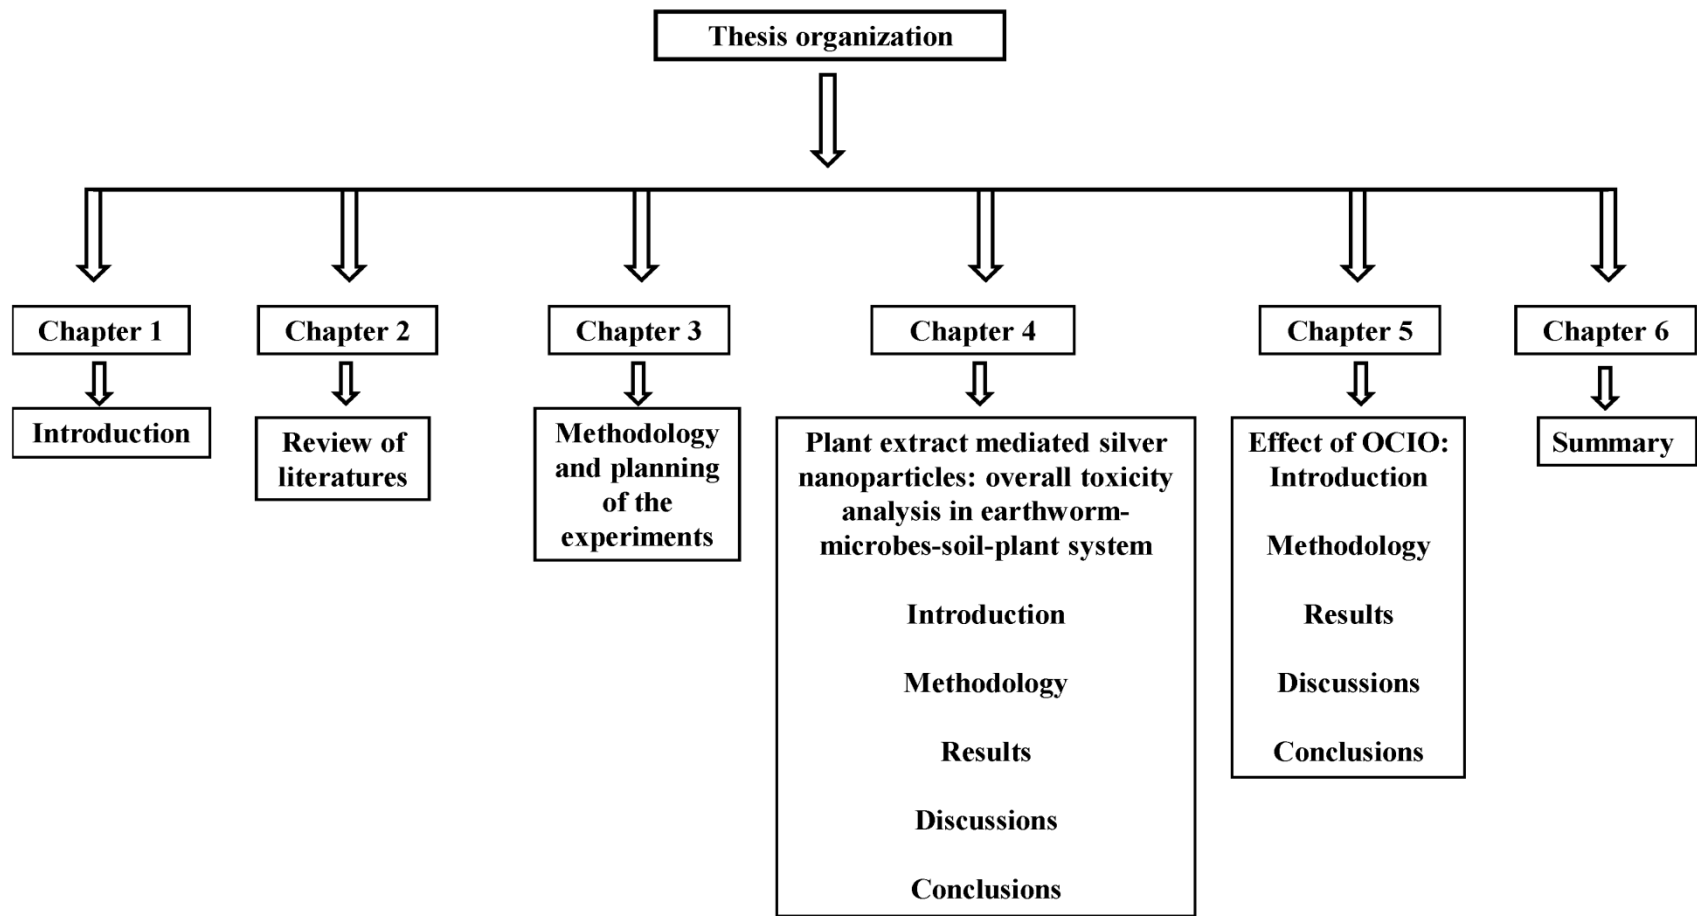 Thesis organization
Chapter 1
Chapter 2
Chapter 3
Chapter 4
Chapter 5
Chapter 6
Introduction
Review of
literatures
Methodology
and planning
of the
experiments
Plant extract mediated silver
nanoparticles: overall toxicity
analysis in earthworm-
microbes-soil-plant system
Introduction
Methodology
Results
Discussions
Conclusions
Effect of OCIO:
Introduction
Methodology
Results
Discussions
Conclusions
Summary